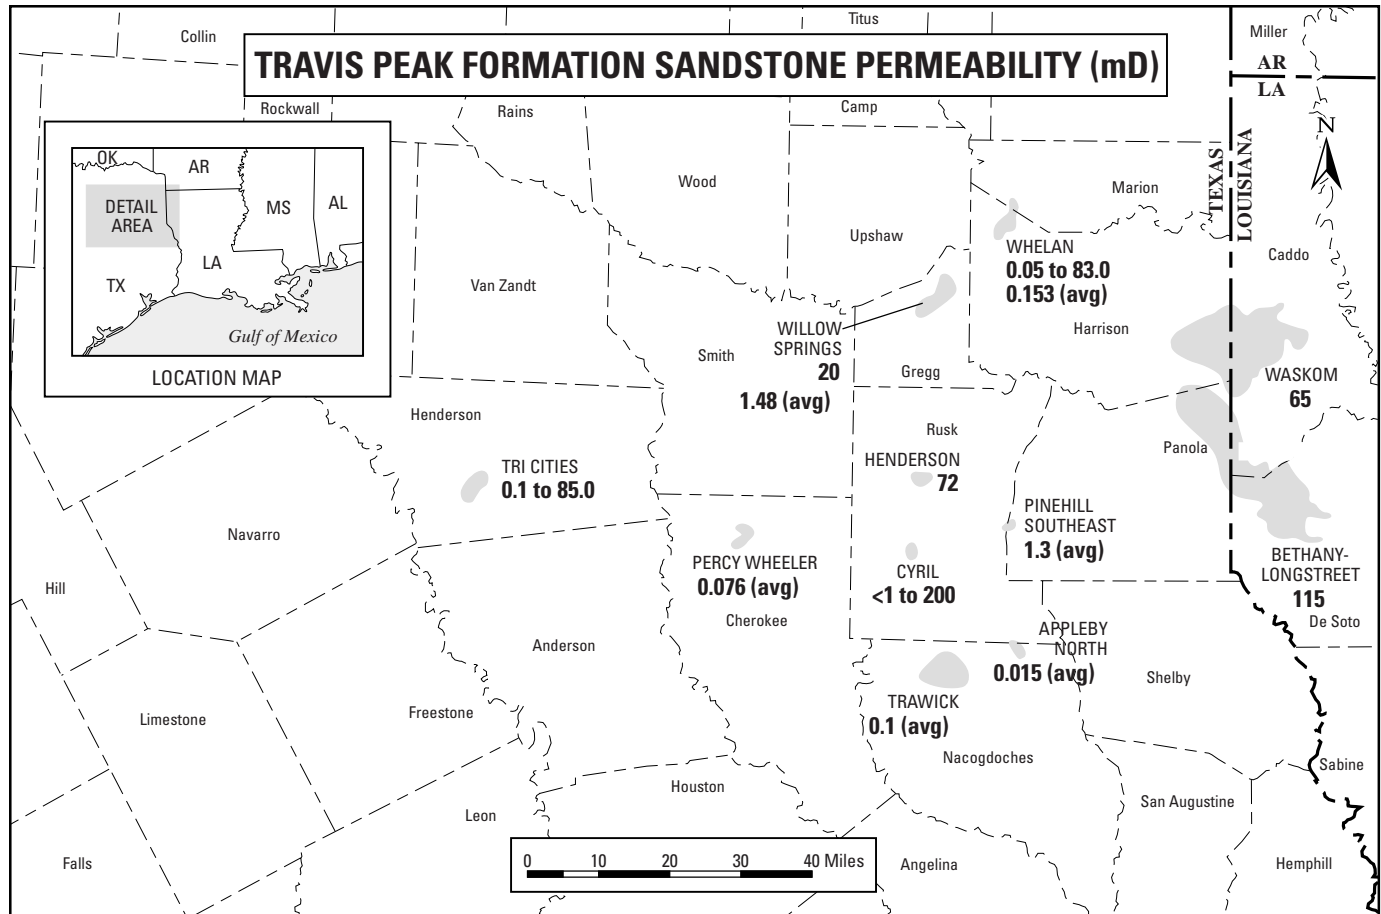 Collin
Titus
Miller
TRAVIS PEAK FORMATION SANDSTONE PERMEABILITY (mD)
AR
LA
Rockwall
Rains
Camp
N
TEXAS
LOUISIANA
OK
AR
MS
AL
DETAIL
AREA
LA
TX
Gulf of Mexico
LOCATION MAP
Wood
Marion
Upshaw
WHELAN
0.05 to 83.0
0.153 (avg)
Caddo
Van Zandt
Harrison
WILLOW
SPRINGS
20
1.48 (avg)
Smith
Gregg
WASKOM
65
Henderson
Rusk
HENDERSON
72
Panola
TRI CITIES
0.1 to 85.0
PINEHILL
SOUTHEAST
1.3 (avg)
Navarro
PERCY WHEELER
0.076 (avg)
Cherokee
CYRIL
<1 to 200
BETHANY-
LONGSTREET
115
De Soto
Hill
Anderson
APPLEBY
NORTH
0.015 (avg)
Shelby
TRAWICK
0.1 (avg)
Limestone
Freestone
Nacogdoches
Sabine
Houston
San Augustine
Leon
0 10 20 30 40 Miles
Falls
Angelina
Hemphill